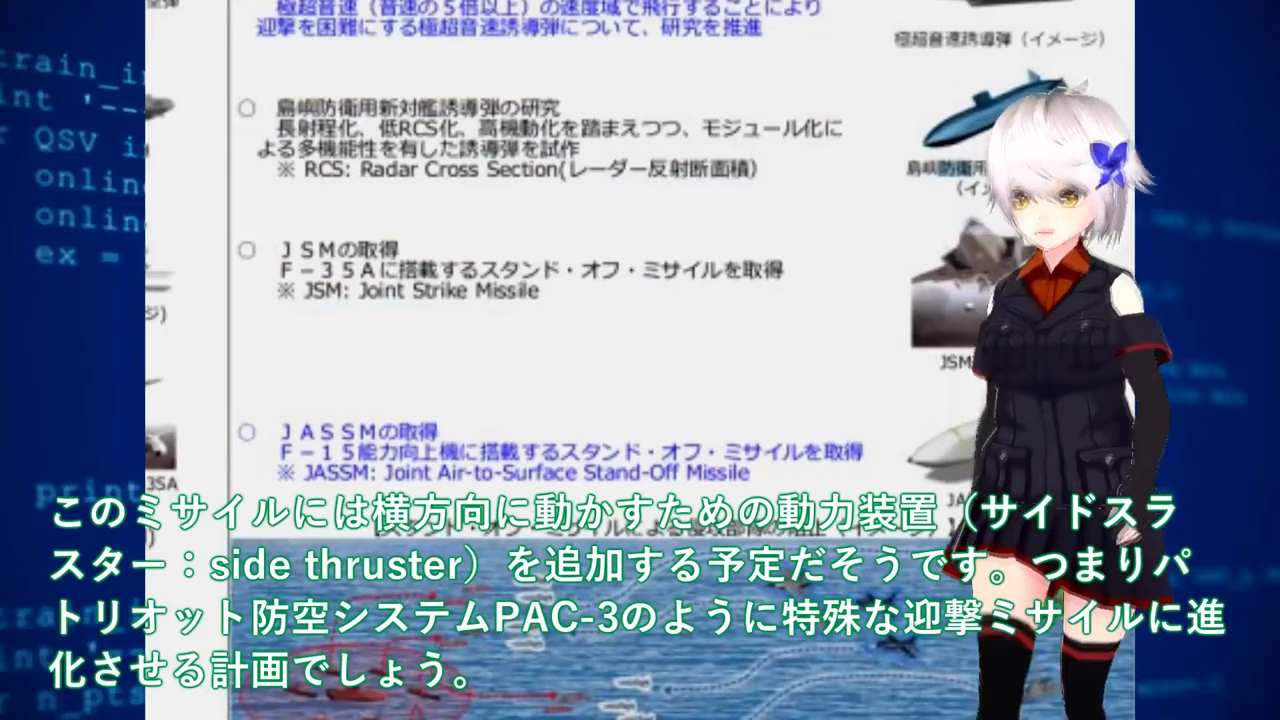 極超音速（音速の５倍以上）の速度域で飛行することにより
迎撃を困難にする極超音速誘導弾について、研究を推進
極超音速誘導弾（イメージ）
○ 島嶼防衛用新対艦誘導弾の研究
長射程化、低RCS化、高機動化を踏まえつつ、モジュール化に
よる多機能性を有した誘導弾を試作
※ RCS: Radar Cross Section(レーダー反射断面積）
島嶼防衛用
○ ＪＳＭの取得
Ｆ－３５Ａに搭載するスタンド・オフ・ミサイルを取得
※ JSM: Joint Strike Missile
JSM
○ ＪＡＳＳＭの取得
Ｆ－１５能力向上機に搭載するスタンド・オフ・ミサイルを取得
※ JASSM: Joint Air-to-Surface Stand-Off Missile
train_i
int '--
QSV i
onlin
onlin
ex =
print
このミサイルには横方向に動かすための動力装置（サイドスラ
スター：side thruster）を追加する予定だそうです。つまりパ
トリオット防空システムPAC-3のように特殊な迎撃ミサイルに進
化させる計画でしょう。